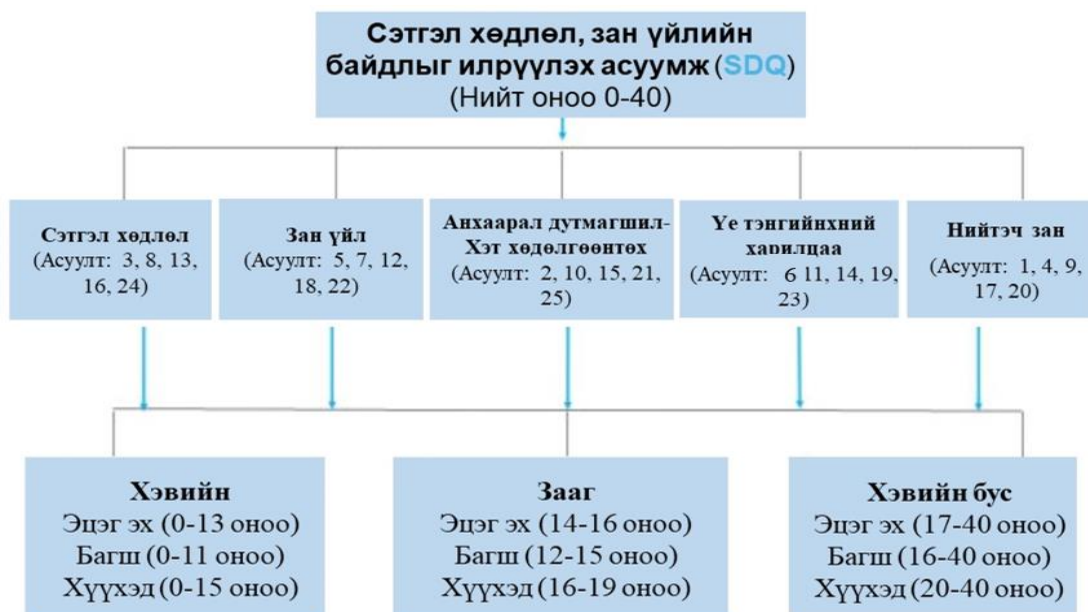 Сэтгэл хөдлөл, зан үйлийн
байдлыг илрүүлэх асуумж (SDQ)
(Нийт оноо 0-40)
Сэтгэл хөдлөл
(Асуулт: 3, 8, 13,
16, 24)
Зан үйл
(Асуулт: 5, 7, 12,
18, 22)
Анхаарал дутмагшил-
Хэт хөдөлгөөнтөх
(Асуулт: 2, 10, 15, 21,
25)
Үе тэнгийнхний
харилцаа
(Асуулт: 6 11, 14, 19,
23)
Нийтэч зан
(Асуулт: 1, 4, 9,
17, 20)
Хэвийн
Эцэг эх (0-13 оноо)
Багш (0-11 оноо)
Хүүхэд (0-15 оноо)
Зааг
Эцэг эх (14-16 оноо)
Багш (12-15 оноо)
Хүүхэд (16-19 оноо)
Хэвийн бус
Эцэг эх (17-40 оноо)
Багш (16-40 оноо)
Хүүхэд (20-40 оноо)